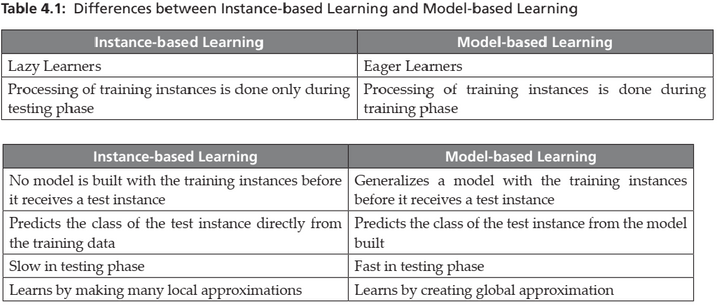 Table 4.1: Differences between Instance-based Learning and Model-based Learning
Instance-based Learning
Model-based Learning
Lazy Learners
Eager Learners
Processing of training instances is done only during
testing phase
Processing of training instances is done during
training phase
Instance-based Learning
Model-based Learning
No model is built with the training instances before
it receives a test instance
Generalizes a model with the training instances
before it receives a test instance
Predicts the class of the test instance directly from
the training data
Predicts the class of the test instance from the model
built
Slow in testing phase
Fast in testing phase
Learns by making many local approximations
Learns by creating global approximation